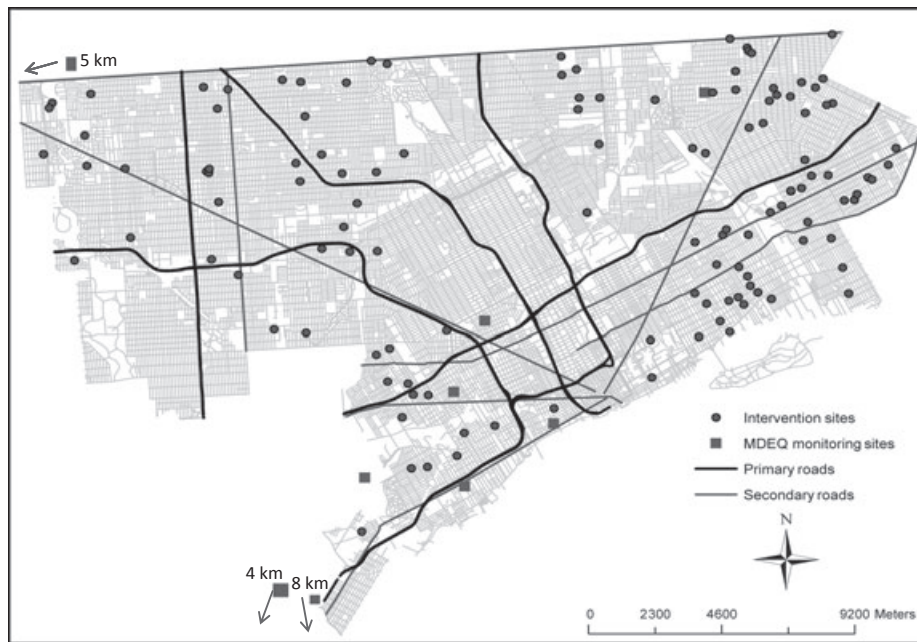 5 km
Intervention sites
MDEQ monitoring sites
Primary roads
Secondary roads
N
4 km
8 km
0 2300 4600 9200 Meters